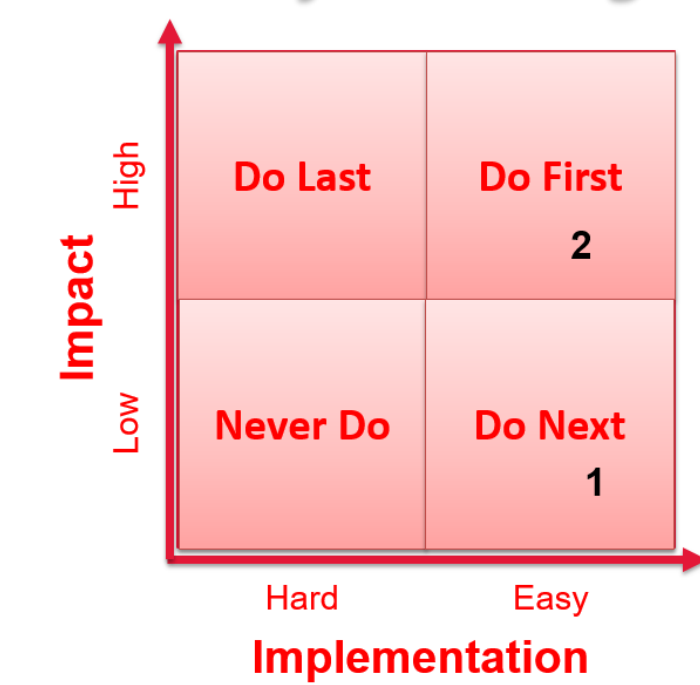 High
Do Last
Do First
2
Impact
Low
Never Do
Do Next
1
Hard
Easy
Implementation